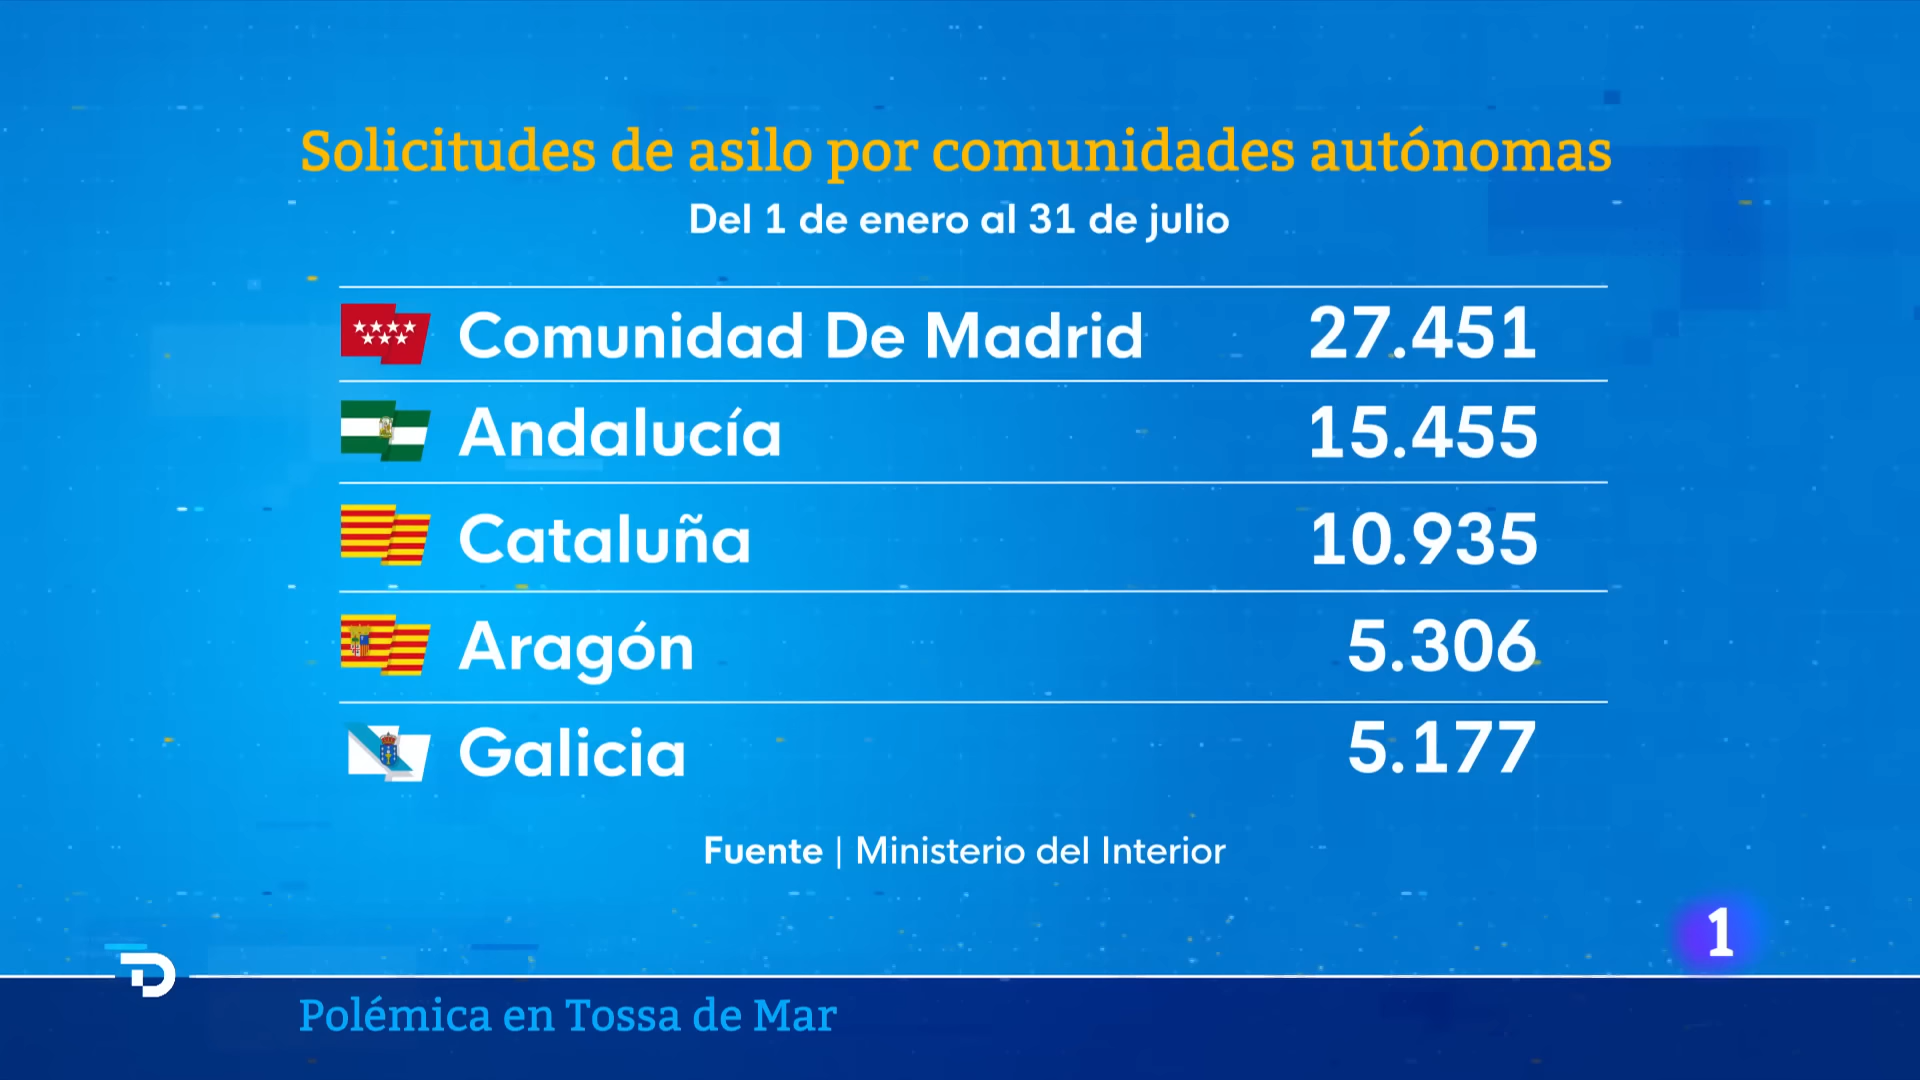 Solicitudes de asilo por comunidades autónomas
Del 1 de enero al 31 de julio
Comunidad De Madrid 27.451
Andalucía 15.455
Cataluña 10.935
Aragón 5.306
Galicia 5.177
Fuente | Ministerio del Interior
1
Polémica en Tossa de Mar